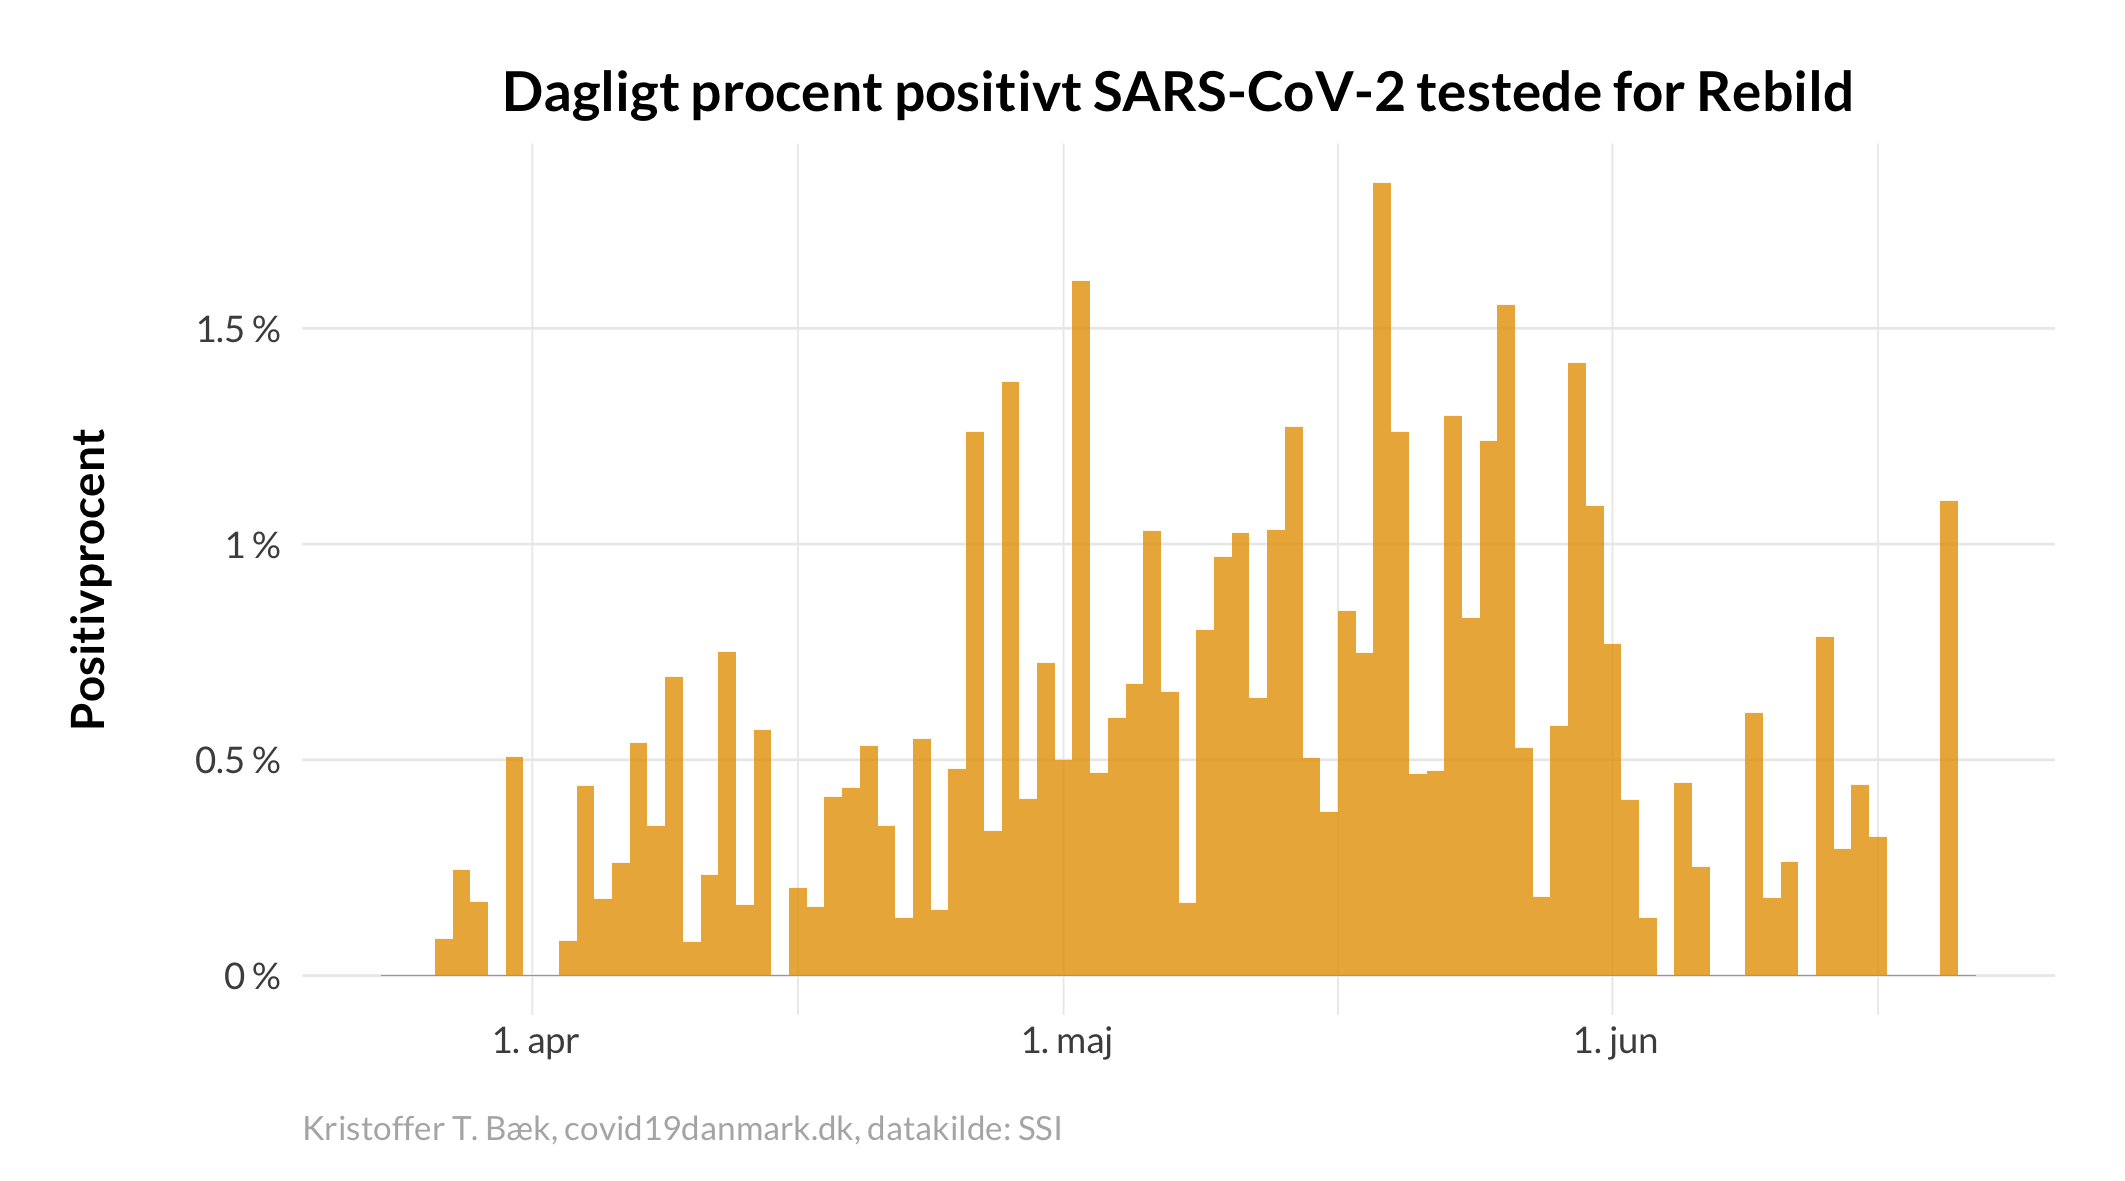 Dagligt procent positivt SARS-CoV-2 testede for Rebild
Positivprocent
1.5 %
1 %
0.5 %
0 %
1. apr
1. maj
1. jun
Kristoffer T. Bæk, covid19danmark.dk, datakilde: SSI